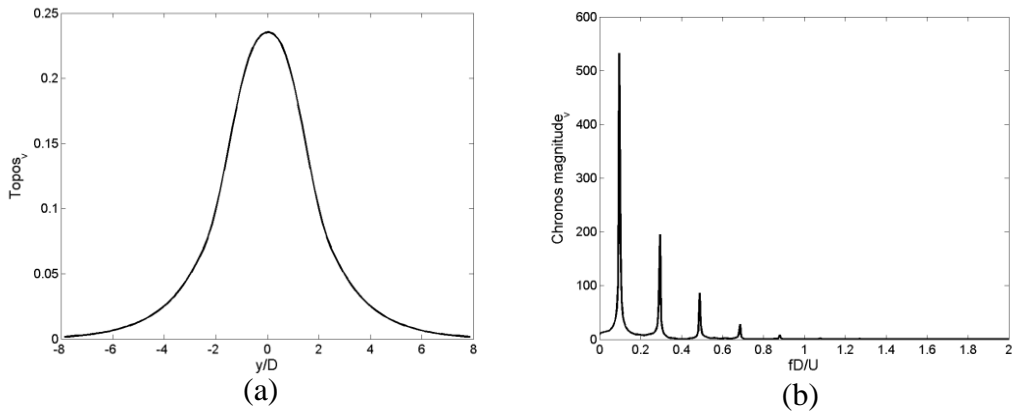 0.25
0.2
0.15
0.1
0.05
0
Topos_v
-8 -6 -4 -2 0 2 4 6 8
y/D
(a)
600
500
400
300
200
100
0
Chronos magnitude_v
0 0.2 0.4 0.6 0.8 1 1.2 1.4 1.6 1.8 2
fD/U
(b)